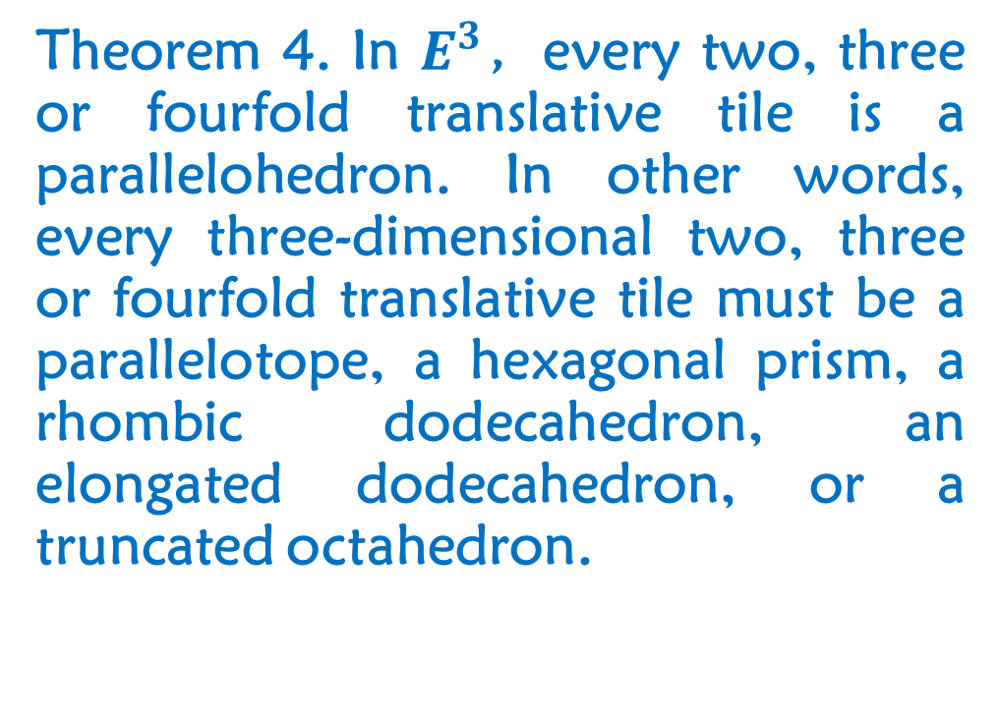 Theorem 4. In 𝑬³, every two, three
or fourfold translative tile is a
parallelohedron. In other words,
every three-dimensional two, three
or fourfold translative tile must be a
parallelotope, a hexagonal prism, a
rhombic dodecahedron, an
elongated dodecahedron, or a
truncated octahedron.